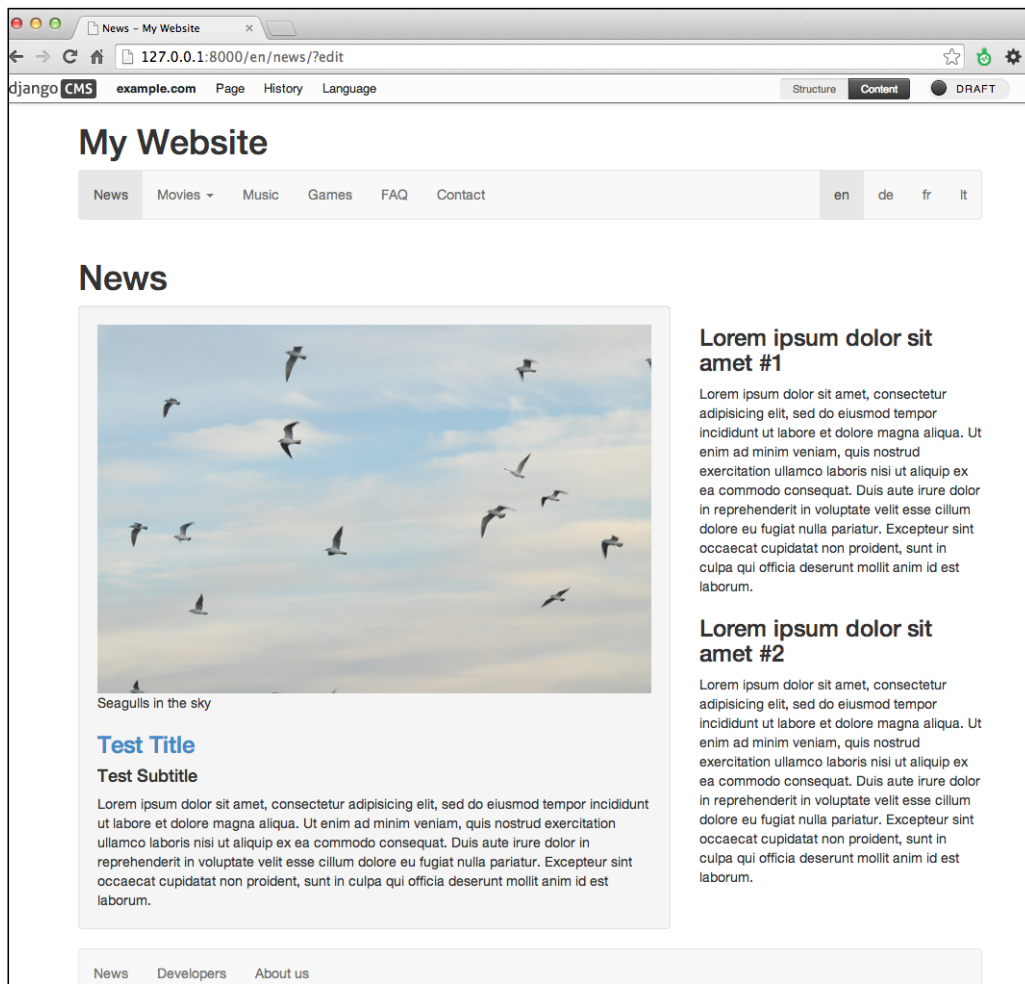 News – My Website
127.0.0.1:8000/en/news/?edit
django CMS example.com Page History Language Structure Content DRAFT
My Website
News Movies Music Games FAQ Contact en de fr lt
News
Seagulls in the sky
Test Title
Test Subtitle
Lorem ipsum dolor sit amet, consectetur adipisicing elit, sed do eiusmod tempor incididunt
ut labore et dolore magna aliqua. Ut enim ad minim veniam, quis nostrud exercitation
ullamco laboris nisi ut aliquip ex ea commodo consequat. Duis aute irure dolor in
reprehenderit in voluptate velit esse cillum dolore eu fugiat nulla pariatur. Excepteur sint
occaecat cupidatat non proident, sunt in culpa qui officia deserunt mollit anim id est
laborum.
Lorem ipsum dolor sit
amet #1
Lorem ipsum dolor sit amet, consectetur
adipisicing elit, sed do eiusmod tempor
incididunt ut labore et dolore magna aliqua. Ut
enim ad minim veniam, quis nostrud
exercitation ullamco laboris nisi ut aliquip ex
ea commodo consequat. Duis aute irure dolor
in reprehenderit in voluptate velit esse cillum
dolore eu fugiat nulla pariatur. Excepteur sint
occaecat cupidatat non proident, sunt in
culpa qui officia deserunt mollit anim id est
laborum.
Lorem ipsum dolor sit
amet #2
Lorem ipsum dolor sit amet, consectetur
adipisicing elit, sed do eiusmod tempor
incididunt ut labore et dolore magna aliqua. Ut
enim ad minim veniam, quis nostrud
exercitation ullamco laboris nisi ut aliquip ex
ea commodo consequat. Duis aute irure dolor
in reprehenderit in voluptate velit esse cillum
dolore eu fugiat nulla pariatur. Excepteur sint
occaecat cupidatat non proident, sunt in
culpa qui officia deserunt mollit anim id est
laborum.
News Developers About us